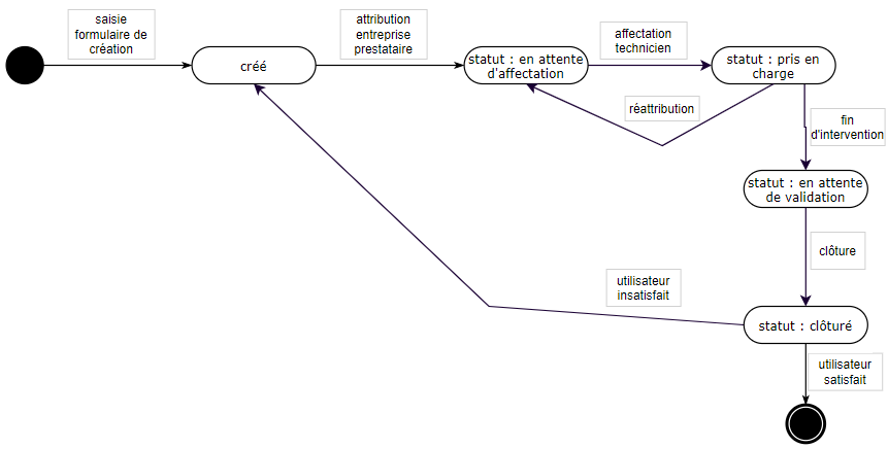 saisie
formulaire de
création
attribution
entreprise
prestataire
affectation
technicien
créé
statut : en attente
d'affectation
statut : pris en
charge
réattribution
fin
d'intervention
statut : en attente
de validation
clôture
utilisateur
insatisfait
statut : clôturé
utilisateur
satisfait